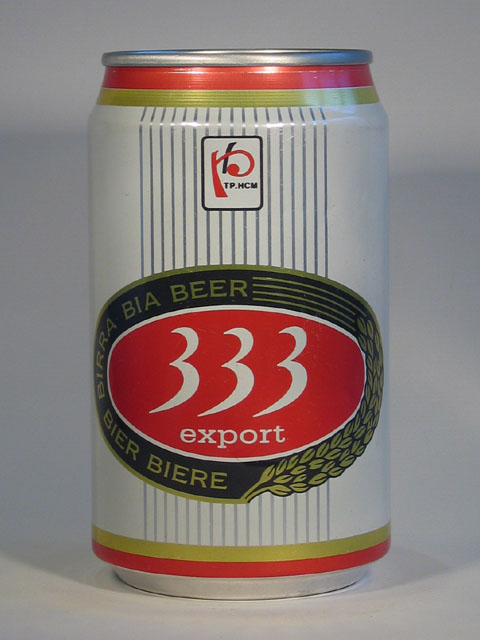 TP.HCM
BIRRA BIA BEER
333
export
BIER BIERE